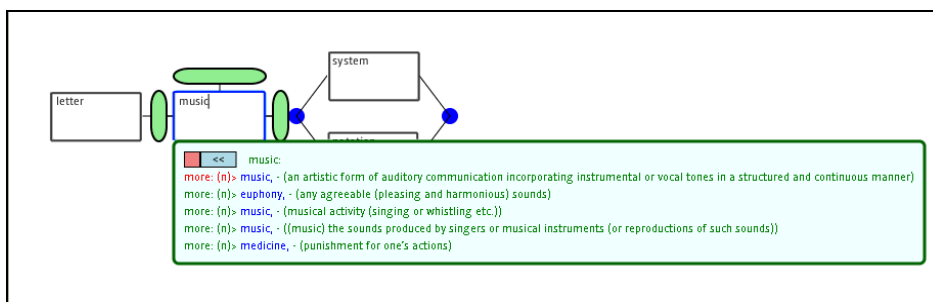 system
letter
music
<< music:
more: (n)> music, - (an artistic form of auditory communication incorporating instrumental or vocal tones in a structured and continuous manner)
more: (n)> euphony, - (any agreeable (pleasing and harmonious) sounds)
more: (n)> music, - (musical activity (singing or whistling etc.))
more: (n)> music, - ((music) the sounds produced by singers or musical instruments (or reproductions of such sounds))
more: (n)> medicine, - (punishment for one's actions)